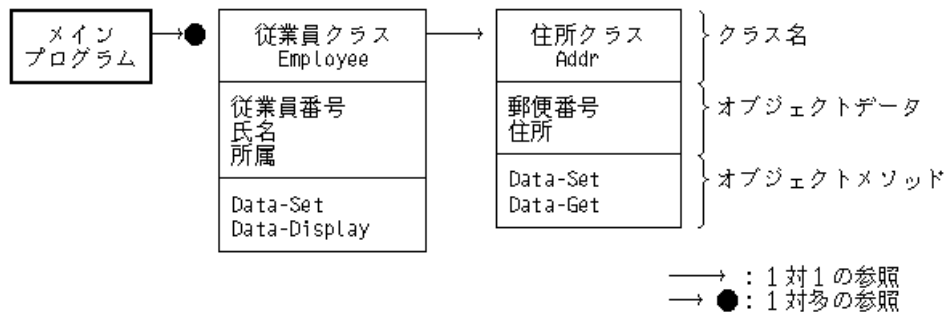 メイン
プログラム
従業員クラス
Employee
従業員番号
氏名
所属
Data-Set
Data-Display
住所クラス
Addr
郵便番号
住所
Data-Set
Data-Get
クラス名
オブジェクトデータ
オブジェクトメソッド
：１対１の参照
：１対多の参照